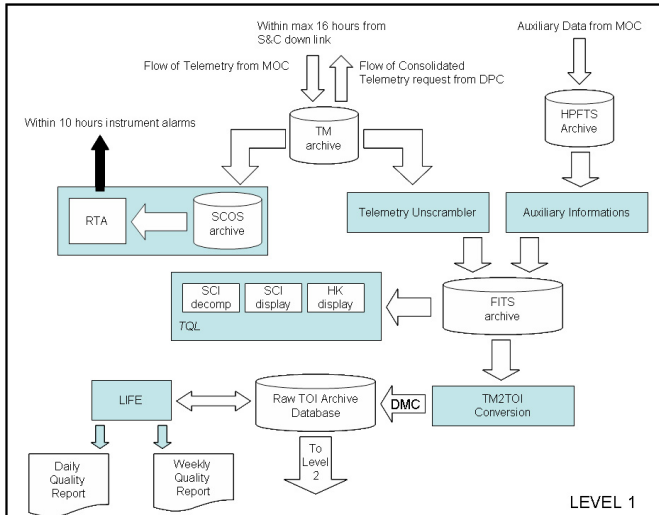 Within max 16 hours from
S&C down link
Auxiliary Data from MOC
Flow of Telemetry from MOC
Flow of Consolidated
Telemetry request from DPC
Within 10 hours instrument alarms
TM
archive
HPFTS
Archive
RTA
SCOS
archive
Telemetry Unscrambler
Auxiliary Informations
SCI
decomp
SCI
display
HK
display
TQL
FITS
archive
LIFE
Raw TOI Archive
Database
DMC
TM2TOI
Conversion
To
Level
2
Daily
Quality
Report
Weekly
Quality
Report
LEVEL 1